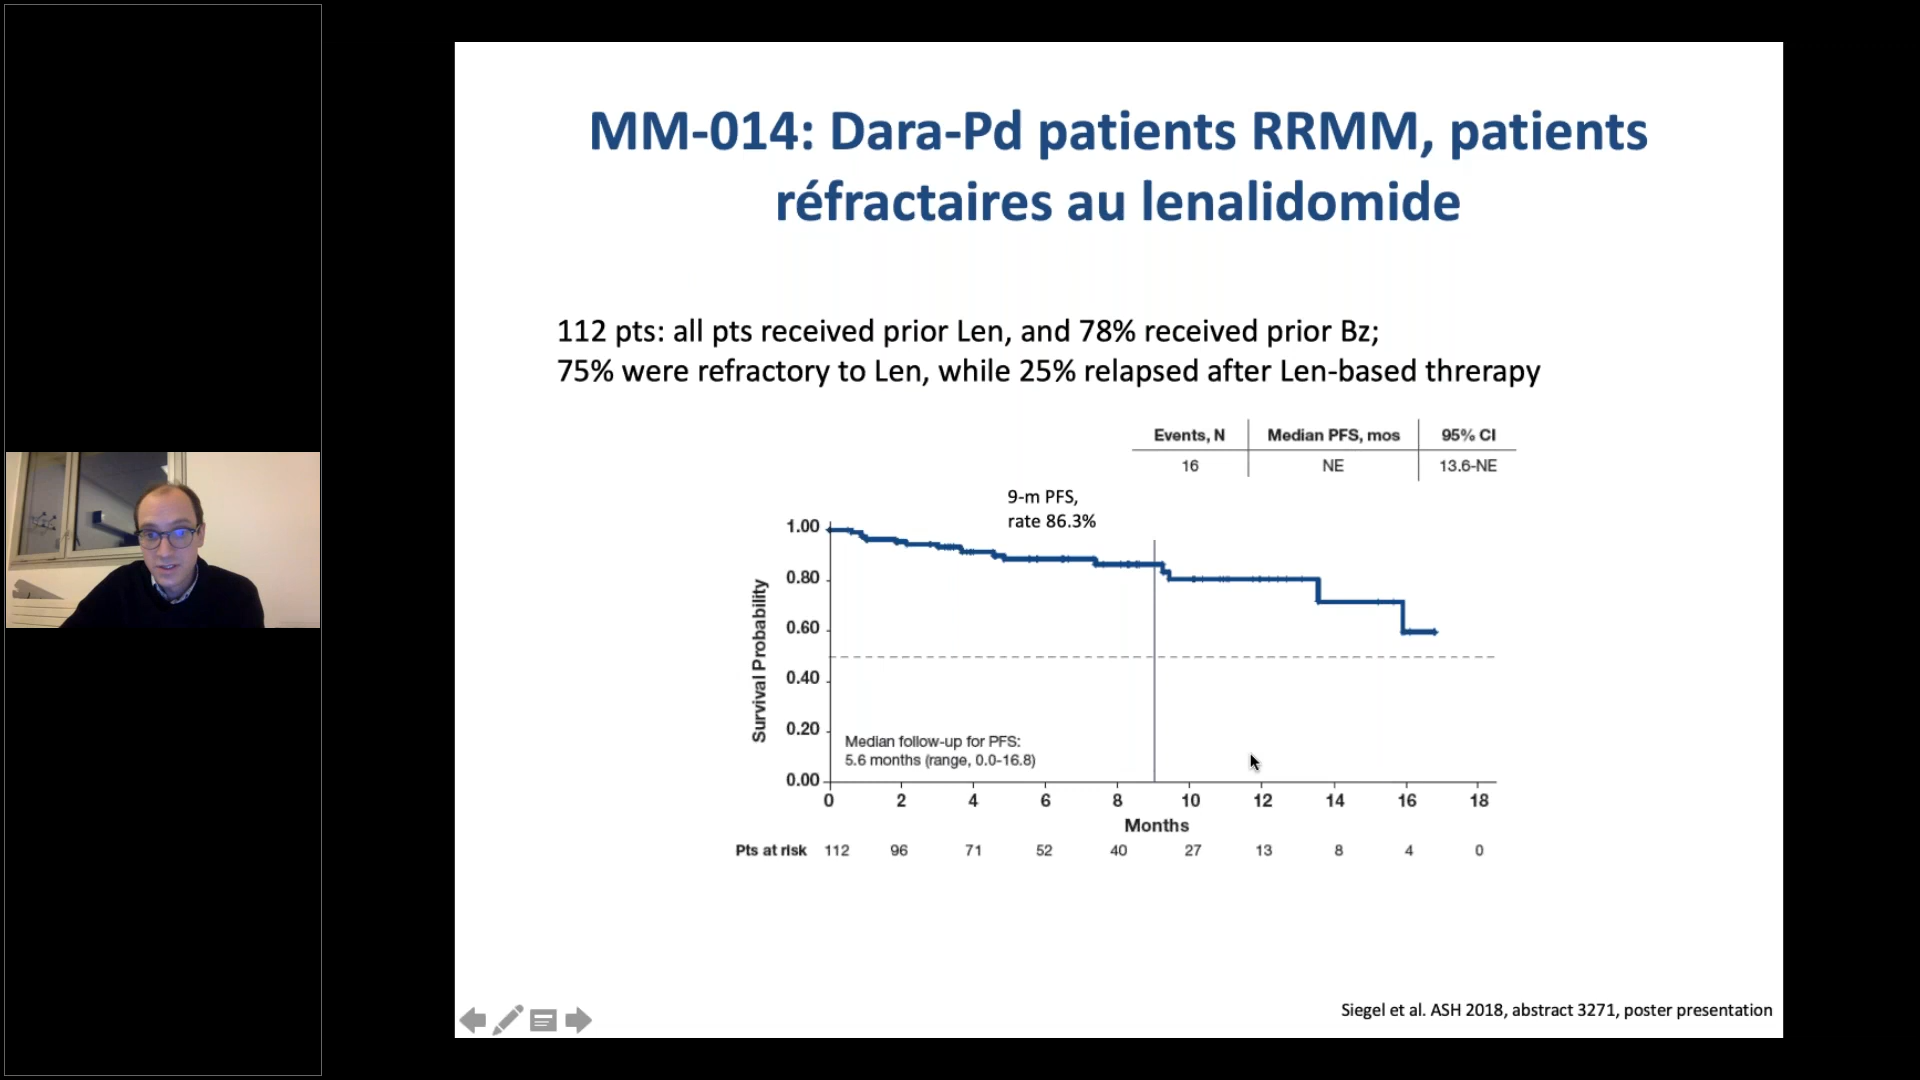 MM-014: Dara-Pd patients RRMM, patients
réfractaires au lenalidomide
112 pts: all pts received prior Len, and 78% received prior Bz;
75% were refractory to Len, while 25% relapsed after Len-based threrapy
Events, N Median PFS, mos 95% CI
16 NE 13.6-NE
9-m PFS,
rate 86.3%
1.00
0.80
0.60
0.40
0.20
0.00
Survival Probability
Median follow-up for PFS:
5.6 months (range, 0.0-16.8)
0 2 4 6 8 10 12 14 16 18
Months
Pts at risk 112 96 71 52 40 27 13 8 4 0
Siegel et al. ASH 2018, abstract 3271, poster presentation